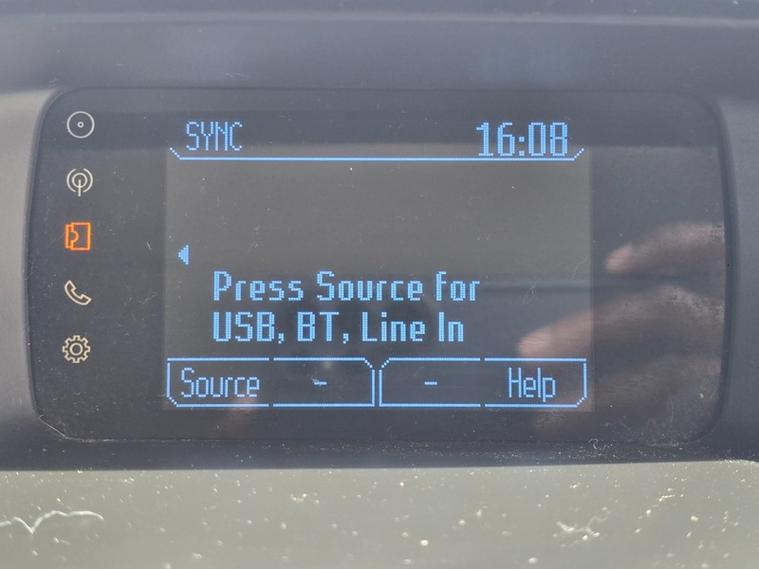 SYNC 16:08
Press Source for
USB, BT, Line In
Source - - Help